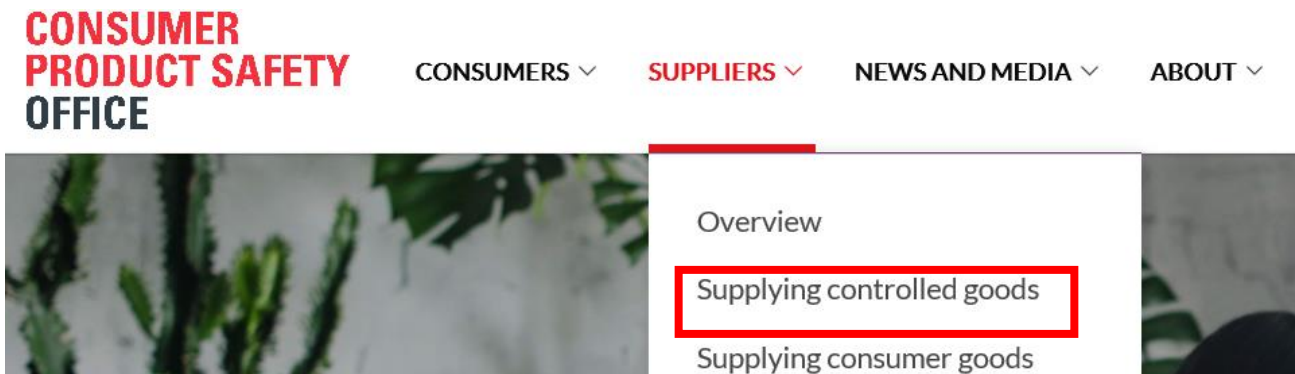 CONSUMER
PRODUCT SAFETY
OFFICE
CONSUMERS
SUPPLIERS
NEWS AND MEDIA
ABOUT
Overview
Supplying controlled goods
Supplying consumer goods